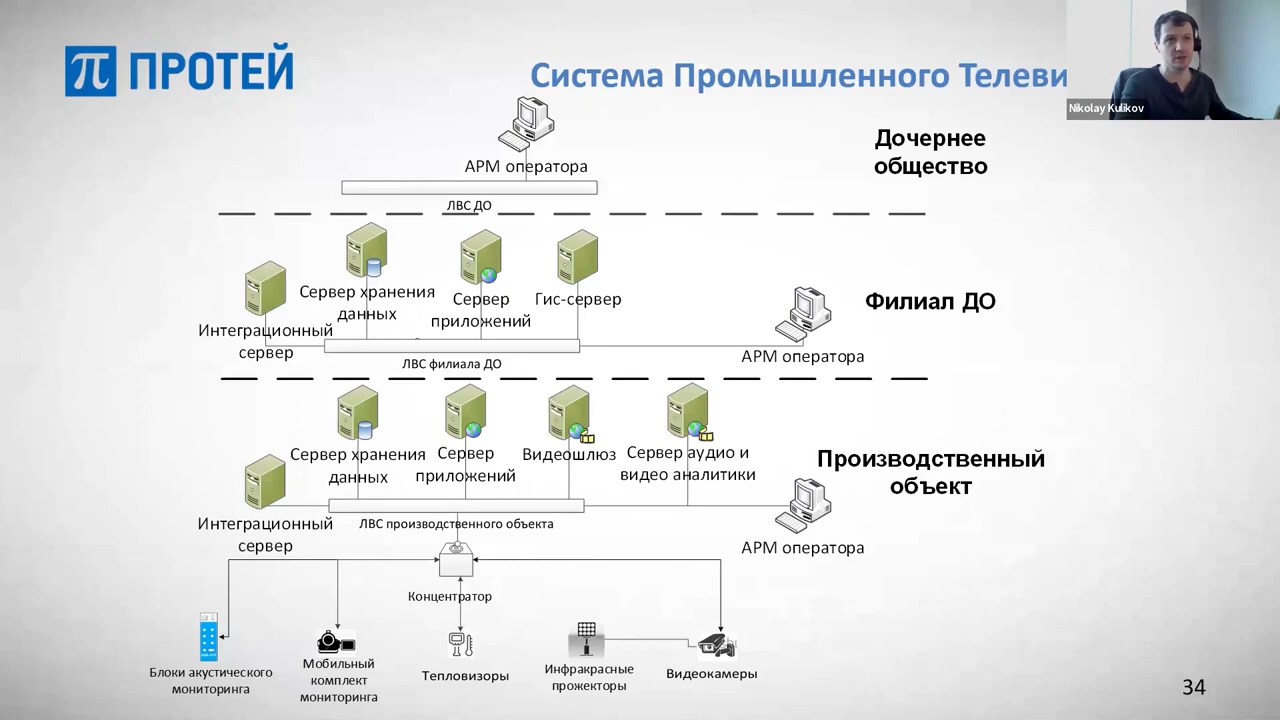 π ПРОТЕЙ
Система Промышленного Телеви
Nikolay Kulikov
Дочернее
общество
АРМ оператора
ЛВС ДО
Сервер хранения
данных
Сервер
приложений
Гис-сервер
Интеграционный
сервер
Филиал ДО
АРМ оператора
ЛВС филиала ДО
Сервер хранения
данных
Сервер
приложений
Видеошлюз
Сервер аудио и
видео аналитики
Производственный
объект
Интеграционный
сервер
ЛВС производственного объекта
АРМ оператора
Концентратор
Блоки акустического
мониторинга
Мобильный
комплект
мониторинга
Тепловизоры
Инфракрасные
прожекторы
Видеокамеры
34